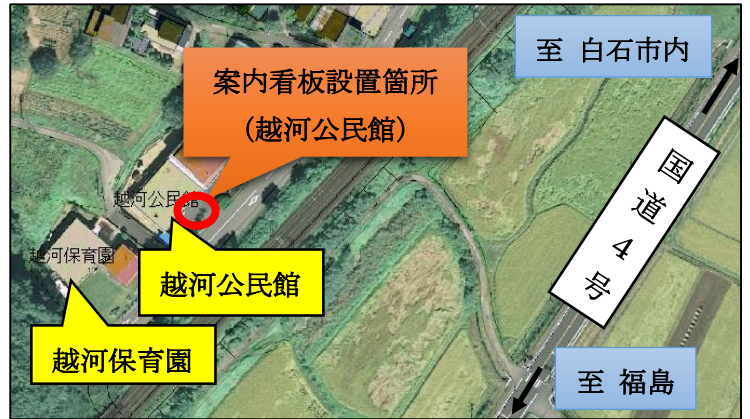 至 白石市内
案内看板設置箇所
(越河公民館)
国道4号
越河公民館
越河保育園
越河公民館
越河保育園
至 福島